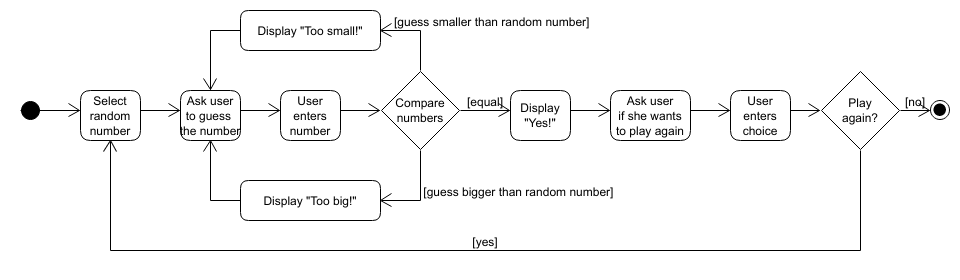 [guess smaller than random number]
Display "Too small!"
Select
random
number
Ask user
to guess
the number
User
enters
number
Compare
numbers
[equal]
Display
"Yes!"
Ask user
if she wants
to play again
User
enters
choice
Play
again?
[no]
Display "Too big!"
[guess bigger than random number]
[yes]